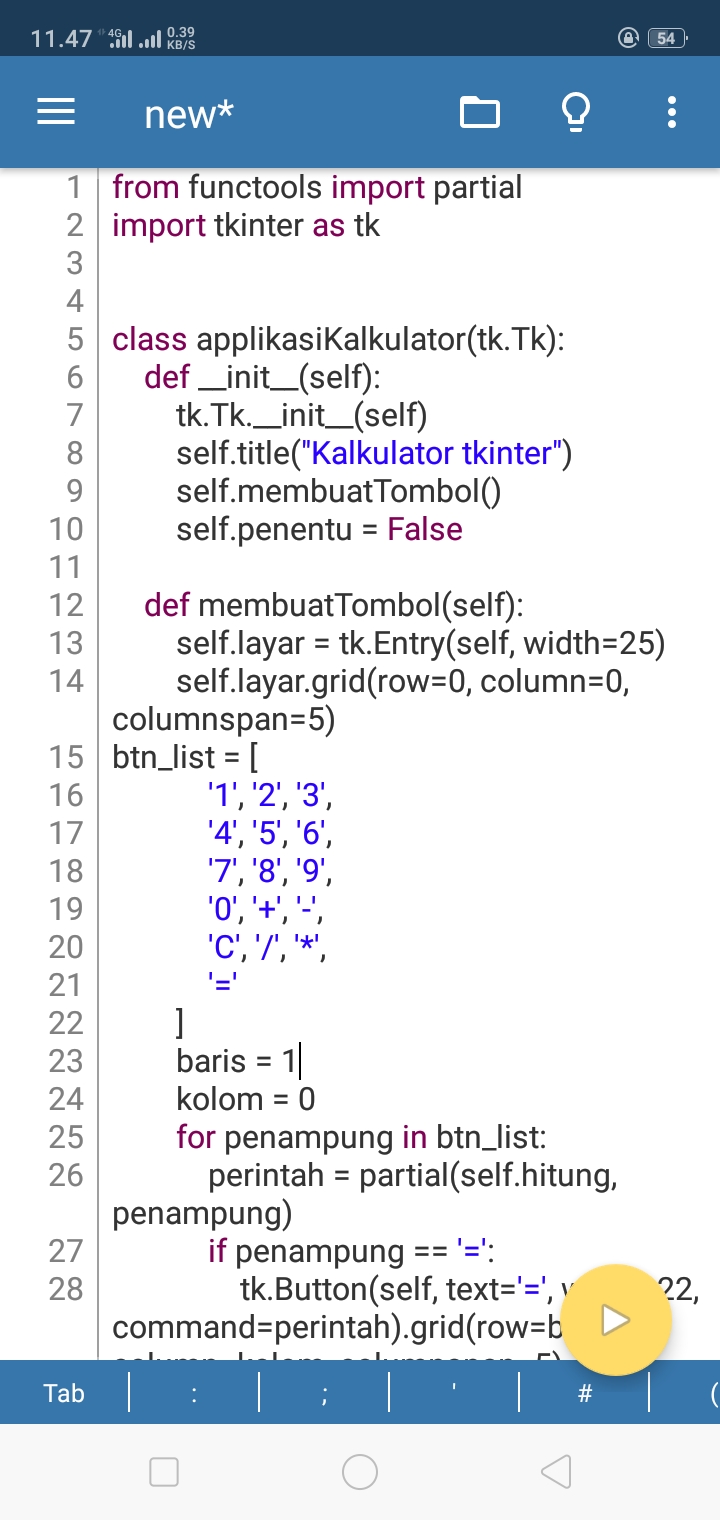 11.47 4G 0.39 KB/S 54
new*
1 from functools import partial
2 import tkinter as tk
3
4
5 class applikasiKalkulator(tk.Tk):
6 def __init__(self):
7 tk.Tk.__init__(self)
8 self.title("Kalkulator tkinter")
9 self.membuatTombol()
10 self.penentu = False
11
12 def membuatTombol(self):
13 self.layar = tk.Entry(self, width=25)
14 self.layar.grid(row=0, column=0,
columnspan=5)
15 btn_list = [
16 '1', '2', '3',
17 '4', '5', '6',
18 '7', '8', '9',
19 '0', '+', '-',
20 'C', '/', '*',
21 '='
22 ]
23 baris = 1
24 kolom = 0
25 for penampung in btn_list:
26 perintah = partial(self.hitung,
penampung)
27 if penampung == '=':
28 tk.Button(self, text='=', 22,
command=perintah).grid(row=b
Tab : ; ' # (